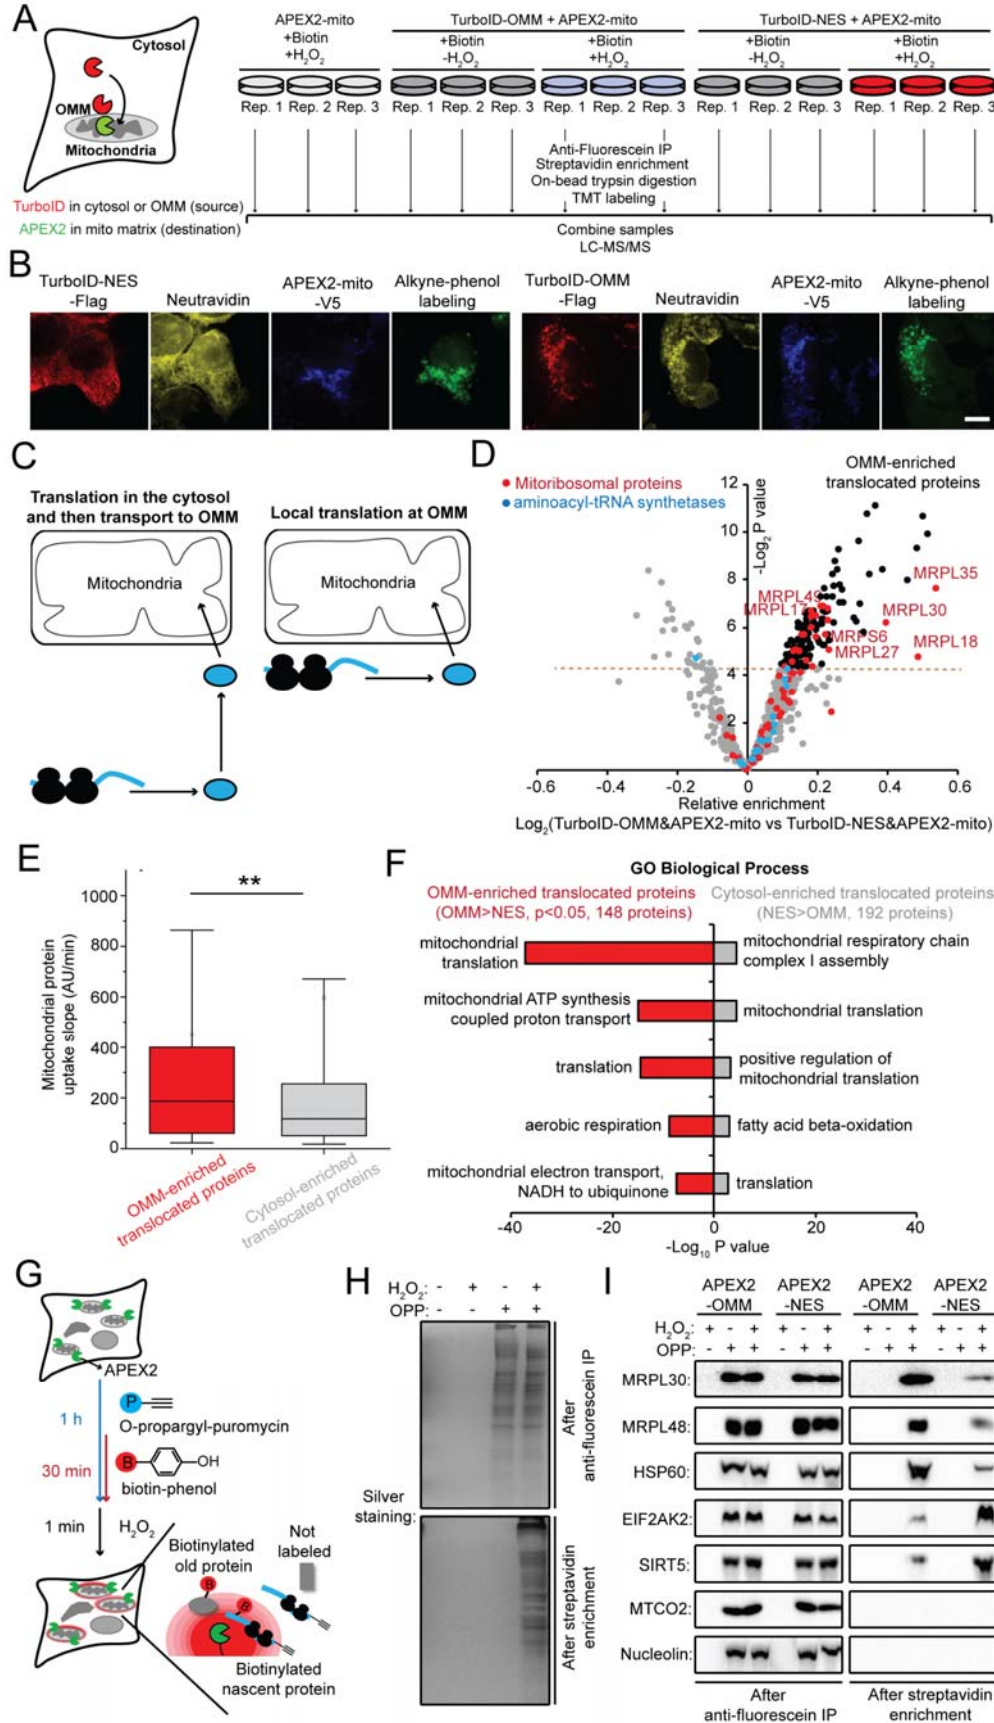 A
Cytosol
OMM
Mitochondria
TurboID in cytosol or OMM (source)
APEX2 in mito matrix (destination)
APEX2-mito
+Biotin
+H₂O₂
TurboID-OMM + APEX2-mito
+Biotin
-H₂O₂
+Biotin
+H₂O₂
TurboID-NES + APEX2-mito
+Biotin
-H₂O₂
+Biotin
+H₂O₂
Rep. 1 Rep. 2 Rep. 3 Rep. 1 Rep. 2 Rep. 3 Rep. 1 Rep. 2 Rep. 3 Rep. 1 Rep. 2 Rep. 3 Rep. 1 Rep. 2 Rep. 3
Anti-Fluorescein IP
Streptavidin enrichment
On-bead trypsin digestion
TMT labeling
Combine samples
LC-MS/MS
B
TurboID-NES
-Flag
Neutravidin
APEX2-mito
-V5
Alkyne-phenol
labeling
TurboID-OMM
-Flag
Neutravidin
APEX2-mito
-V5
Alkyne-phenol
labeling
C
Translation in the cytosol
and then transport to OMM
Mitochondria
Local translation at OMM
Mitochondria
D
Mitoribosomal proteins
aminoacyl-tRNA synthetases
OMM-enriched
translocated proteins
-Log₂ P value
12
10
8
6
4
2
MRPL35
MRPL49
MRPL17
MRPL30
MRPS6
MRPL27
MRPL18
-0.6 -0.4 -0.2 0 0.2 0.4 0.6
Relative enrichment
Log₂(TurboID-OMM&APEX2-mito vs TurboID-NES&APEX2-mito)
E
Mitochondrial protein
uptake slope (AU/min)
1000
800
600
400
200
0
**
OMM-enriched
translocated proteins
Cytosol-enriched
translocated proteins
F
GO Biological Process
OMM-enriched translocated proteins
(OMM>NES, p<0.05, 148 proteins)
Cytosol-enriched translocated proteins
(NES>OMM, 192 proteins)
mitochondrial
translation
mitochondrial respiratory chain
complex I assembly
mitochondrial ATP synthesis
coupled proton transport
mitochondrial translation
translation
positive regulation of
mitochondrial translation
aerobic respiration
fatty acid beta-oxidation
mitochondrial electron transport,
NADH to ubiquinone
translation
-40 -20 0 20 40
-Log₁₀ P value
G
APEX2
1 h
P
O-propargyl-puromycin
30 min
B
OH
biotin-phenol
1 min
H₂O₂
Biotinylated
old protein
Not
labeled
B
B
Biotinylated
nascent protein
H
H₂O₂: - + - +
OPP: - - + +
Silver
staining:
After
anti-fluorescein IP
After streptavidin
enrichment
I
APEX2
-OMM
APEX2
-NES
APEX2
-OMM
APEX2
-NES
H₂O₂: + - + + - + + - + + - +
OPP: - + + - + + - + + - + +
MRPL30:
MRPL48:
HSP60:
EIF2AK2:
SIRT5:
MTCO2:
Nucleolin:
After
anti-fluorescein IP
After streptavidin
enrichment